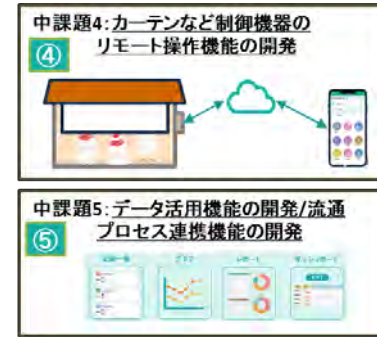 中課題4:カーテンなど制御機器の
④
リモート操作機能の開発
中課題5:データ活用機能の開発/流通
⑤
プロセス連携機能の開発
グラフ
レポート